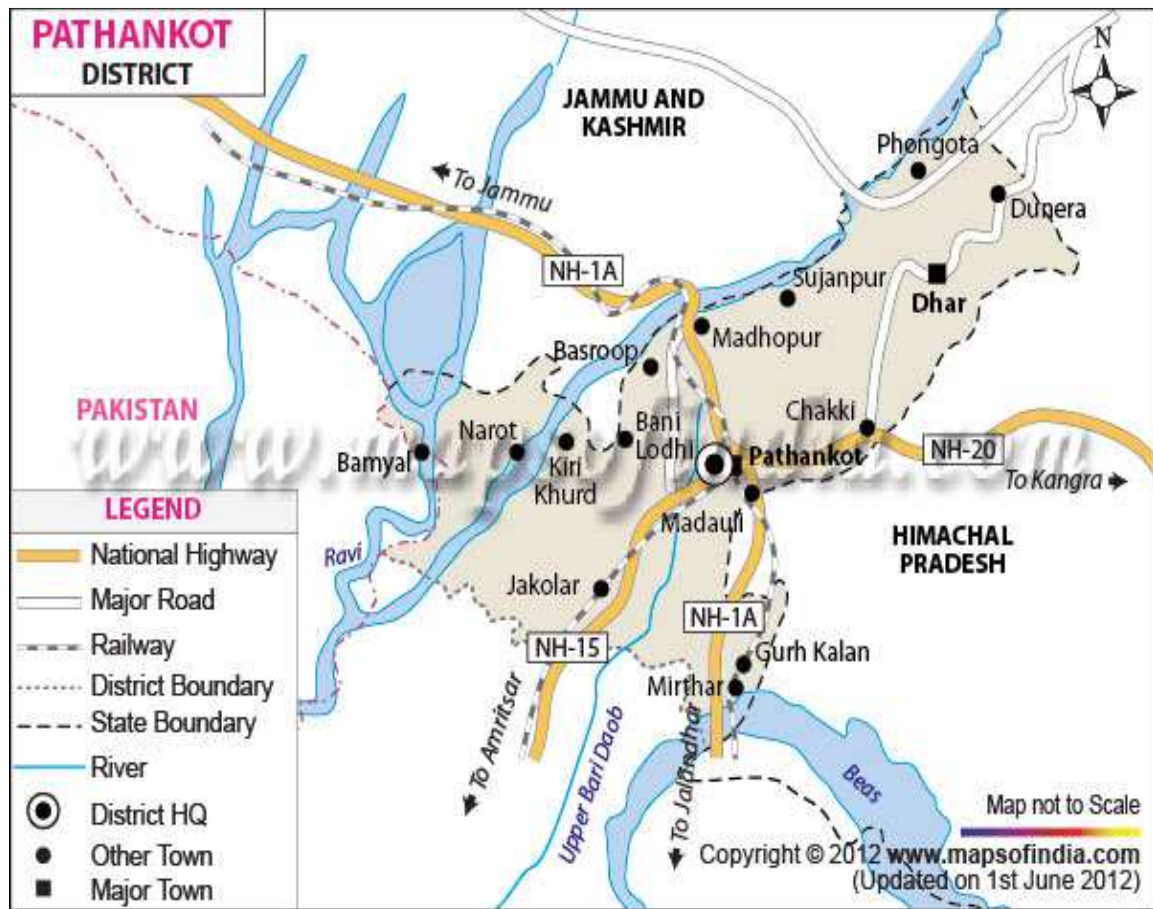 PATHANKOT
DISTRICT
N
JAMMU AND
KASHMIR
To Jammu
NH-1A
Phongota
Dunera
Sujanpur
Dhar
Madhopur
Basroop
PAKISTAN
Chakki
Narot
Bani
Lodhi
Bamyal
Kiri
Khurd
Pathankot
NH-20
To Kangra
www.mapsofindia.com
Madauli
HIMACHAL
PRADESH
Ravi
Jakolar
NH-1A
NH-15
Gurh Kalan
Mirthar
To Amritsar
Upper Bari Daob
To Jalandhar
Beas
LEGEND
National Highway
Major Road
Railway
District Boundary
State Boundary
River
District HQ
Other Town
Major Town
Map not to Scale
Copyright © 2012 www.mapsofindia.com
(Updated on 1st June 2012)